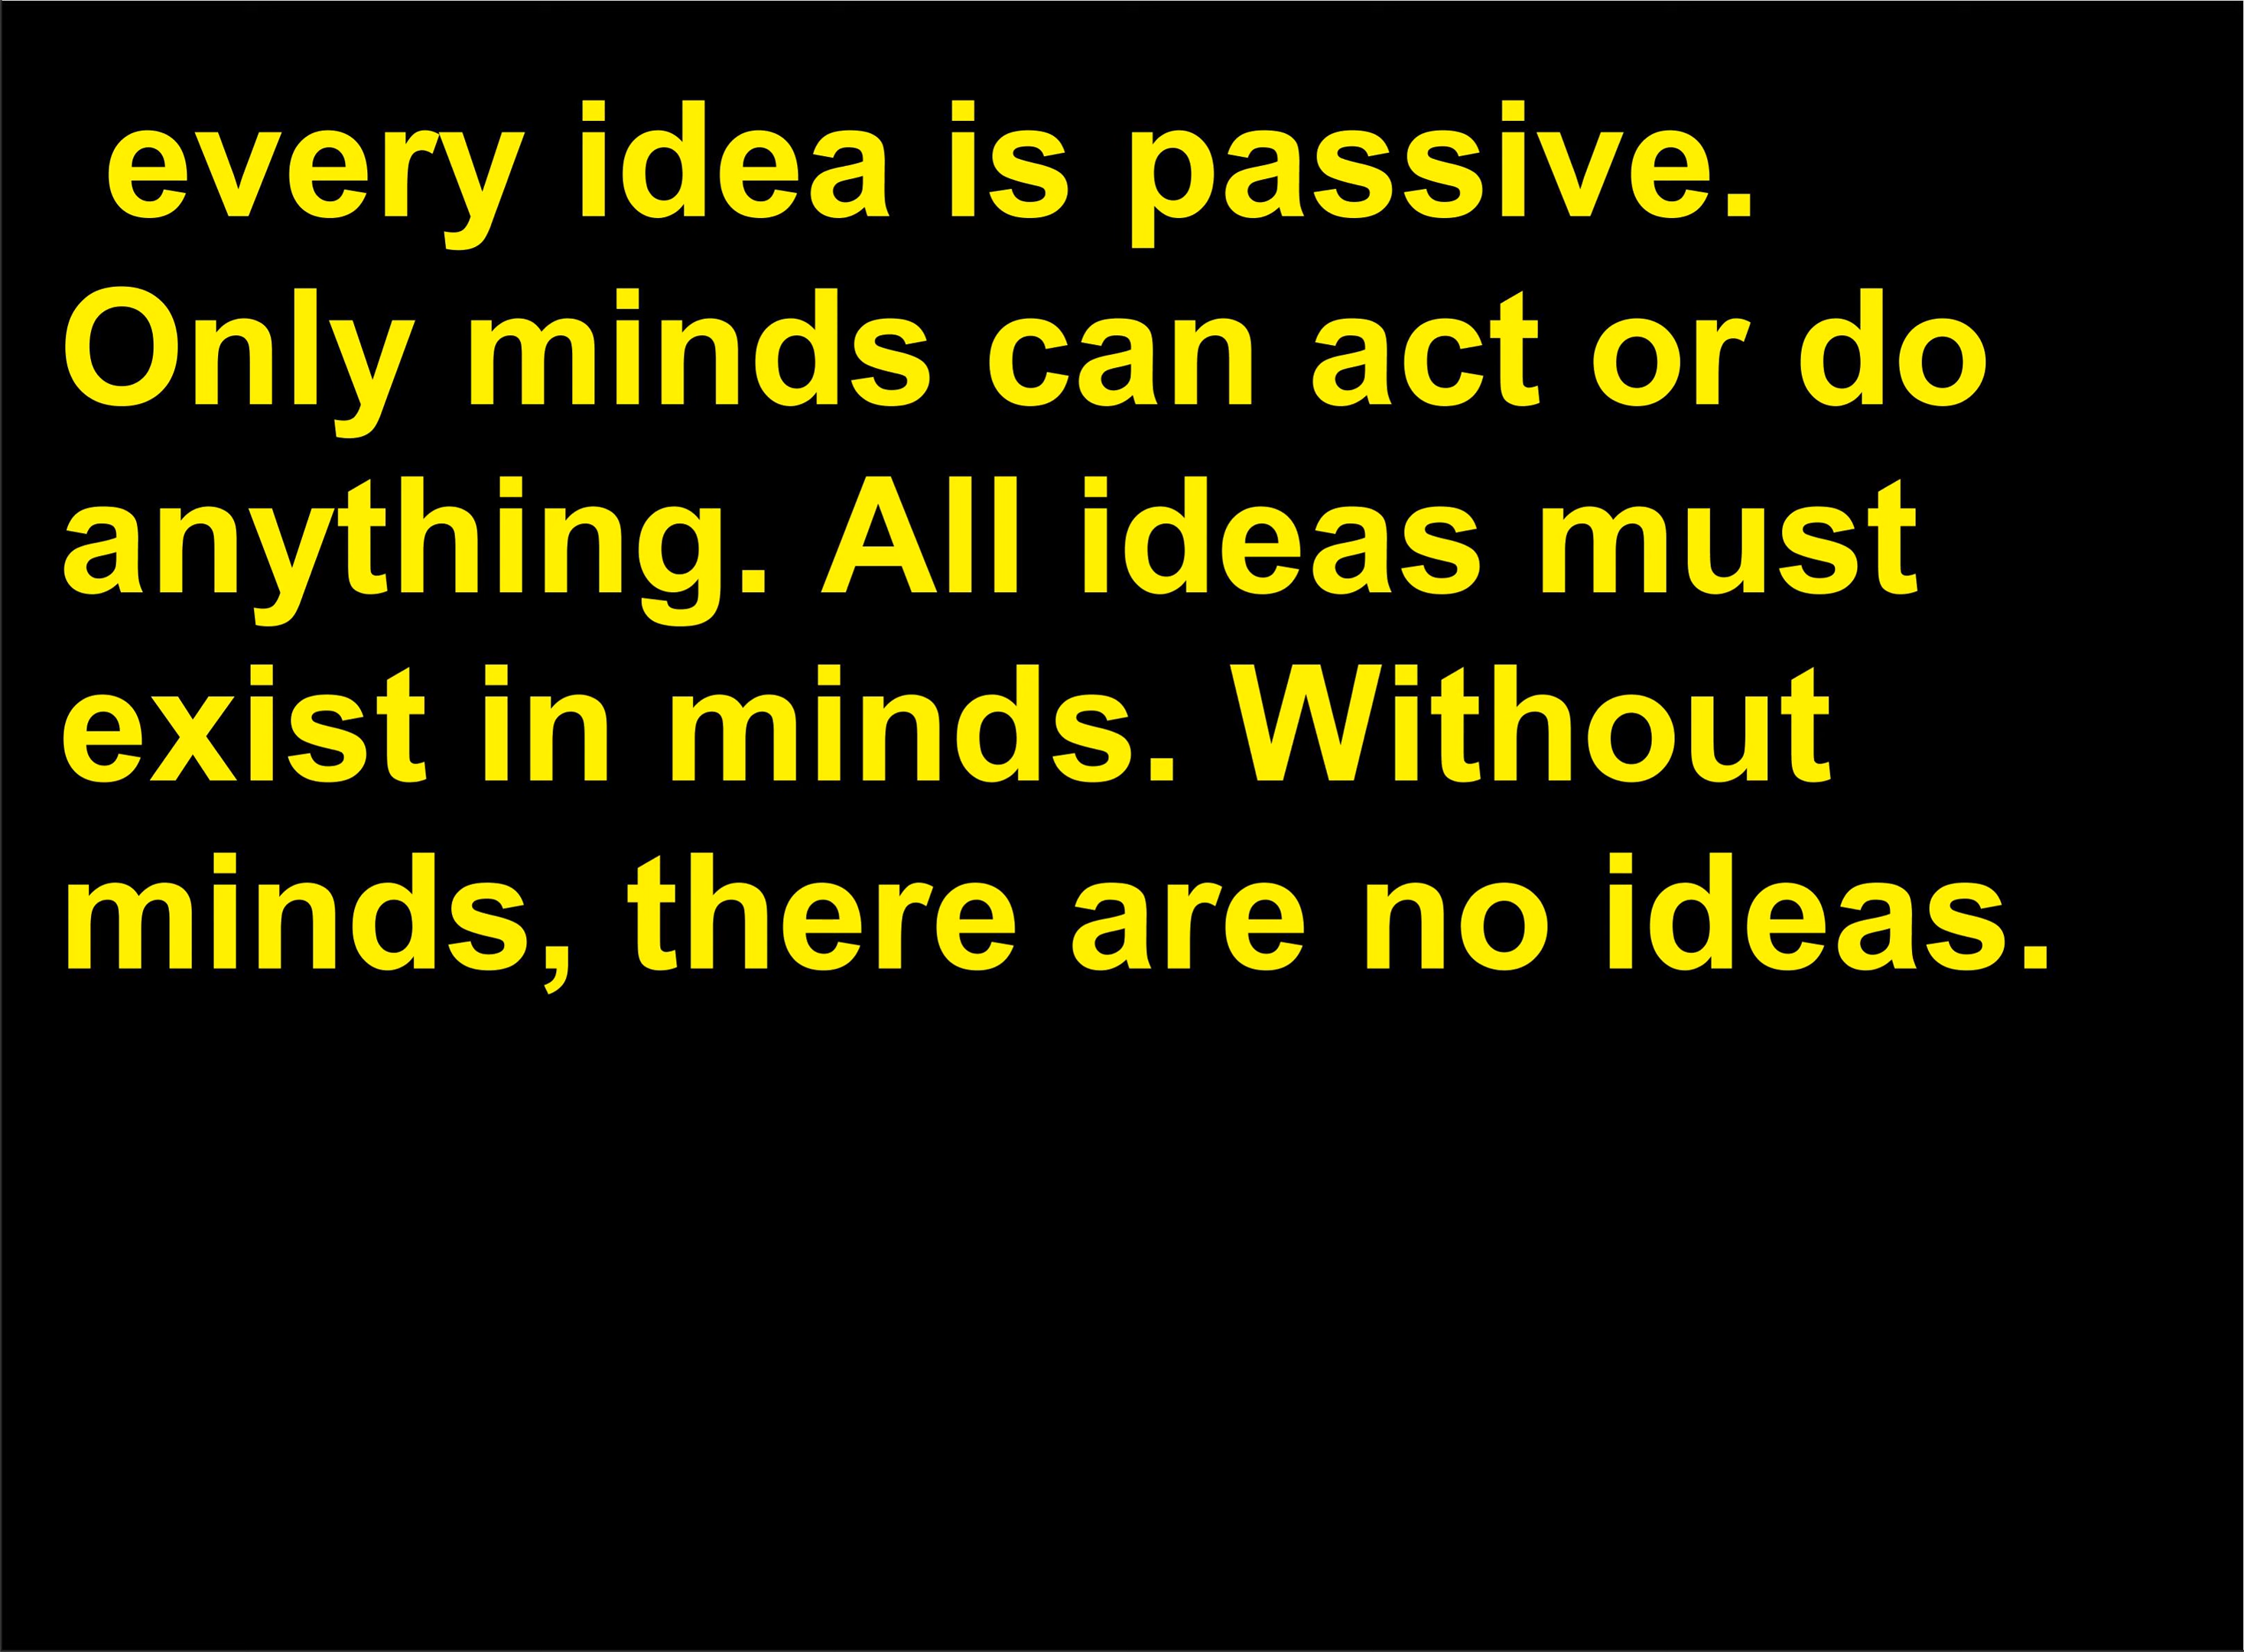 every idea is passive.
Only minds can act or do
anything. All ideas must
exist in minds. Without
minds, there are no ideas.